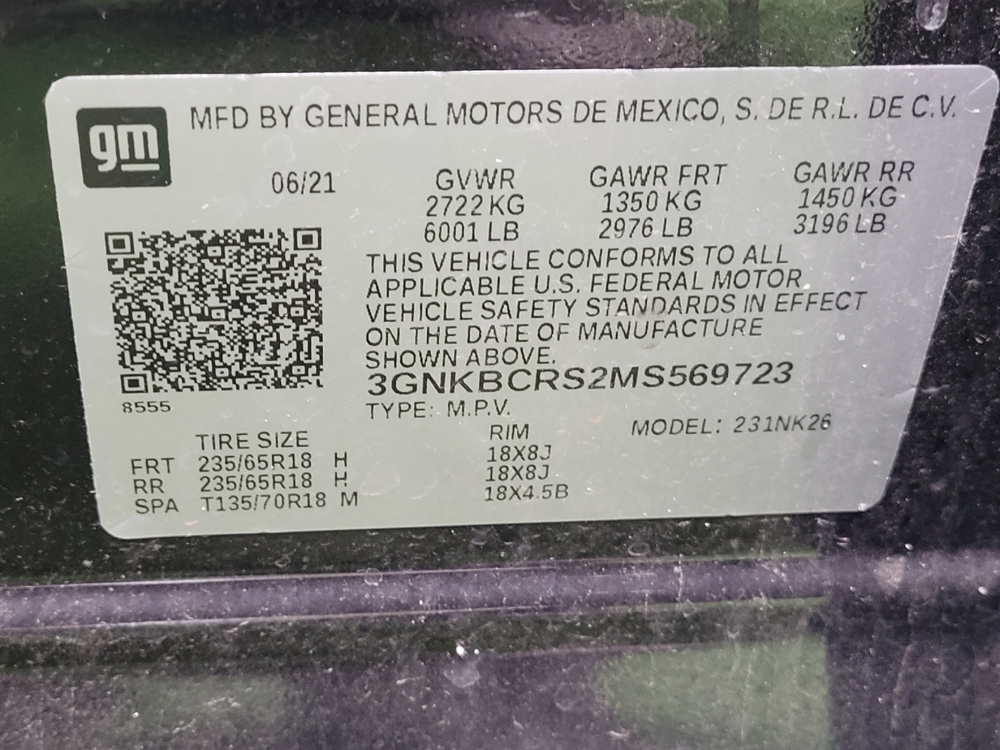 gm
MFD BY GENERAL MOTORS DE MEXICO, S. DE R.L. DE C.V.
06/21 GVWR GAWR FRT GAWR RR
2722 KG 1350 KG 1450 KG
6001 LB 2976 LB 3196 LB
THIS VEHICLE CONFORMS TO ALL
APPLICABLE U.S. FEDERAL MOTOR
VEHICLE SAFETY STANDARDS IN EFFECT
ON THE DATE OF MANUFACTURE
SHOWN ABOVE.
3GNKBCRS2MS569723
8555 TYPE: M.P.V.
MODEL: 231NK26
TIRE SIZE RIM
FRT 235/65R18 H 18X8J
RR 235/65R18 H 18X8J
SPA T135/70R18 M 18X4.5B